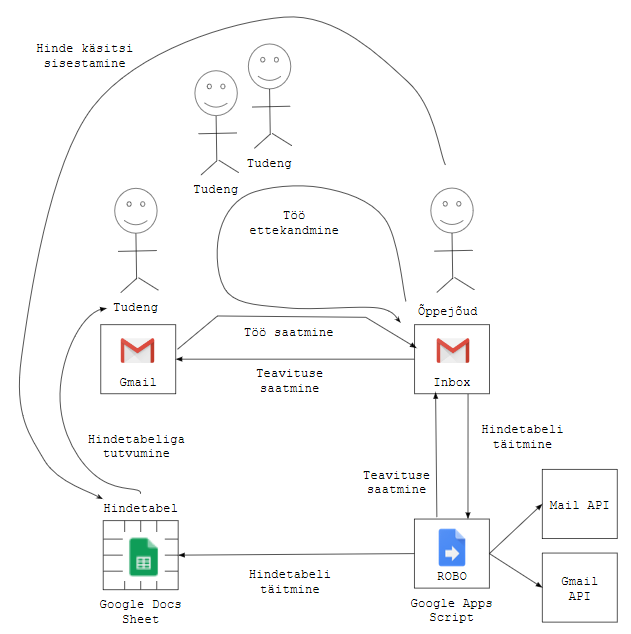 Hinde käsitsi
sisestamine
Tudeng
Tudeng
Töö
ettekandmine
Tudeng
Õppejõud
Töö saatmine
Gmail
Teavituse
saatmine
Inbox
Hindetabeliga
tutvumine
Hindetabeli
täitmine
Teavituse
saatmine
Hindetabel
Mail API
ROBO
Hindetabeli
täitmine
Gmail
API
Google Docs
Sheet
Google Apps
Script